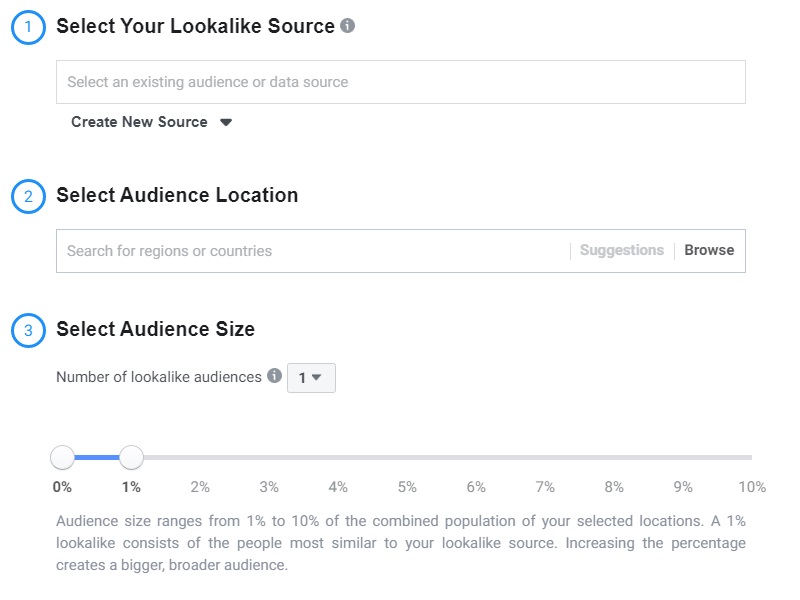 1 Select Your Lookalike Source
Select an existing audience or data source
Create New Source
2 Select Audience Location
Search for regions or countries Suggestions Browse
3 Select Audience Size
Number of lookalike audiences 1
0% 1% 2% 3% 4% 5% 6% 7% 8% 9% 10%
Audience size ranges from 1% to 10% of the combined population of your selected locations. A 1%
lookalike consists of the people most similar to your lookalike source. Increasing the percentage
creates a bigger, broader audience.